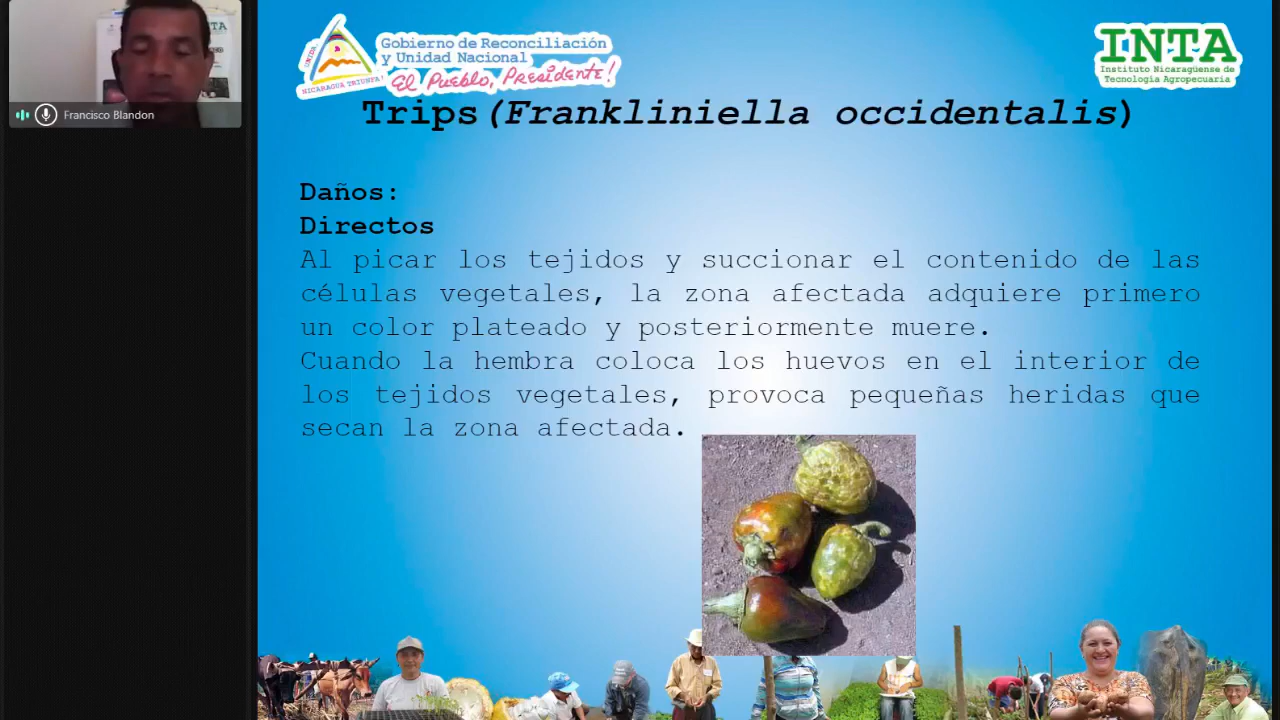 INTA
Francisco Blandon
UNIDA,
NICARAGUA TRIUNFA!
Gobierno de Reconciliación
y Unidad Nacional
El Pueblo, Presidente!
INTA
Instituto Nicaragüense de
Tecnología Agropecuaria
Trips(Frankliniella occidentalis)
Daños:
Directos
Al picar los tejidos y succionar el contenido de las
células vegetales, la zona afectada adquiere primero
un color plateado y posteriormente muere.
Cuando la hembra coloca los huevos en el interior de
los tejidos vegetales, provoca pequeñas heridas que
secan la zona afectada.